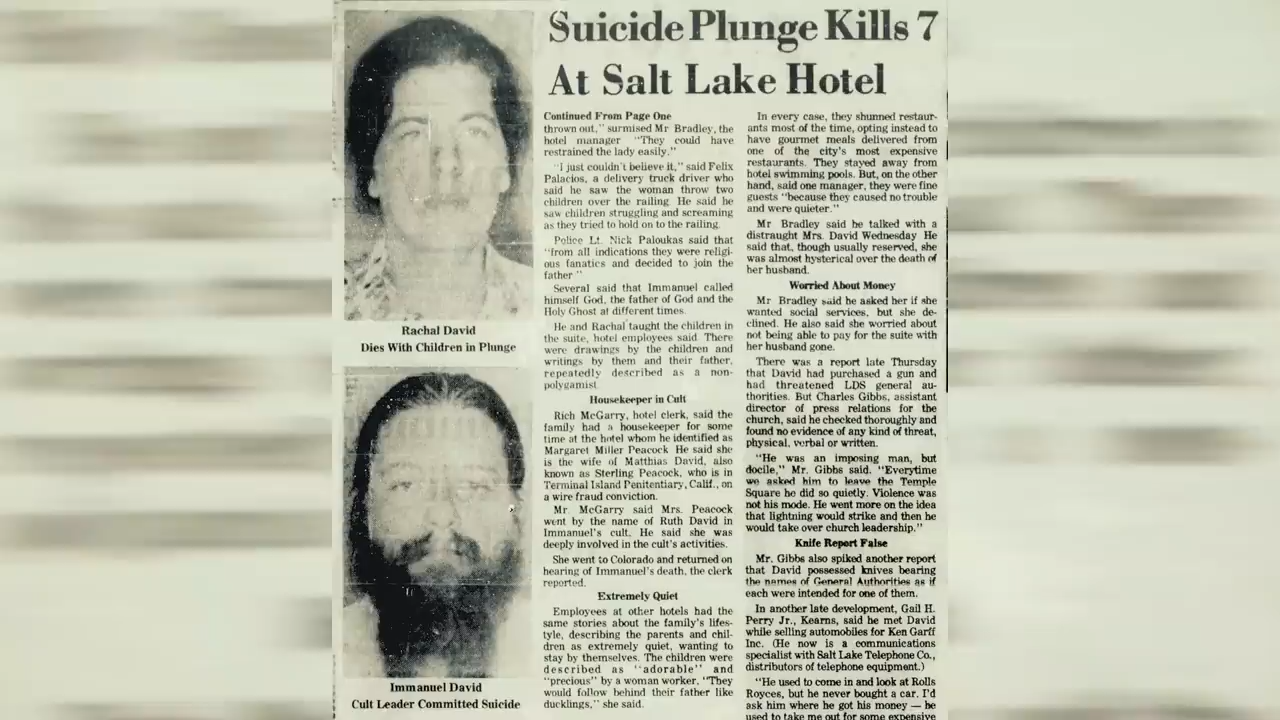 Suicide Plunge Kills 7
At Salt Lake Hotel
Rachal David
Dies With Children in Plunge
Immanuel David
Cult Leader Committed Suicide
Continued From Page One
thrown out," surmised Mr Bradley, the
hotel manager "They could have
restrained the lady easily."
"I just couldn't believe it," said Felix
Palacios, a delivery truck driver who
said he saw the woman throw two
children over the railing He said he
saw children struggling and screaming
as they tried to hold on to the railing.
Police Lt. Nick Paloukas said that
"from all indications they were religi-
ous fanatics and decided to join the
father "
Several said that Immanuel called
himself God, the father of God and the
Holy Ghost at different times.
He and Rachal taught the children in
the suite, hotel employees said There
were drawings by the children and
writings by them and their father,
repeatedly described as a non-
polygamist
Housekeeper in Cult
Rich McGarry, hotel clerk, said the
family had a housekeeper for some
time at the hotel whom he identified as
Margaret Miller Peacock He said she
is the wife of Matthias David, also
known as Sterling Peacock, who is in
Terminal Island Penitentiary, Calif., on
a wire fraud conviction.
Mr. McGarry said Mrs. Peacock
went by the name of Ruth David in
Immanuel's cult. He said she was
deeply involved in the cult's activities.
She went to Colorado and returned on
hearing of Immanuel's death, the clerk
reported.
Extremely Quiet
Employees at other hotels had the
same stories about the family's lifes-
tyle, describing the parents and chil-
dren as extremely quiet, wanting to
stay by themselves. The children were
described as "adorable" and
"precious" by a woman worker. "They
would follow behind their father like
ducklings," she said.
In every case, they shunned restaur-
ants most of the time, opting instead to
have gourmet meals delivered from
one of the city's most expensive
restaurants. They stayed away from
hotel swimming pools. But, on the other
hand, said one manager, they were fine
guests "because they caused no trouble
and were quieter."
Mr Bradley said he talked with a
distraught Mrs. David Wednesday He
said that, though usually reserved, she
was almost hysterical over the death of
her husband.
Worried About Money
Mr Bradley said he asked her if she
wanted social services, but she de-
clined. He also said she worried about
not being able to pay for the suite with
her husband gone.
There was a report late Thursday
that David had purchased a gun and
had threatened LDS general au-
thorities. But Charles Gibbs, assistant
director of press relations for the
church, said he checked thoroughly and
found no evidence of any kind of threat,
physical, verbal or written.
"He was an imposing man, but
docile," Mr. Gibbs said. "Everytime
we asked him to leave the Temple
Square he did so quietly. Violence was
not his mode. He went more on the idea
that lightning would strike and then he
would take over church leadership."
Knife Report False
Mr. Gibbs also spiked another report
that David possessed knives bearing
the names of General Authorities as if
each were intended for one of them.
In another late development, Gail H.
Perry Jr., Kearns, said he met David
while selling automobiles for Ken Garff
Inc. (He now is a communications
specialist with Salt Lake Telephone Co.,
distributors of telephone equipment.)
"He used to come in and look at Rolls
Royces, but he never bought a car. I'd
ask him where he got his money — he
used to take me out for some expensive